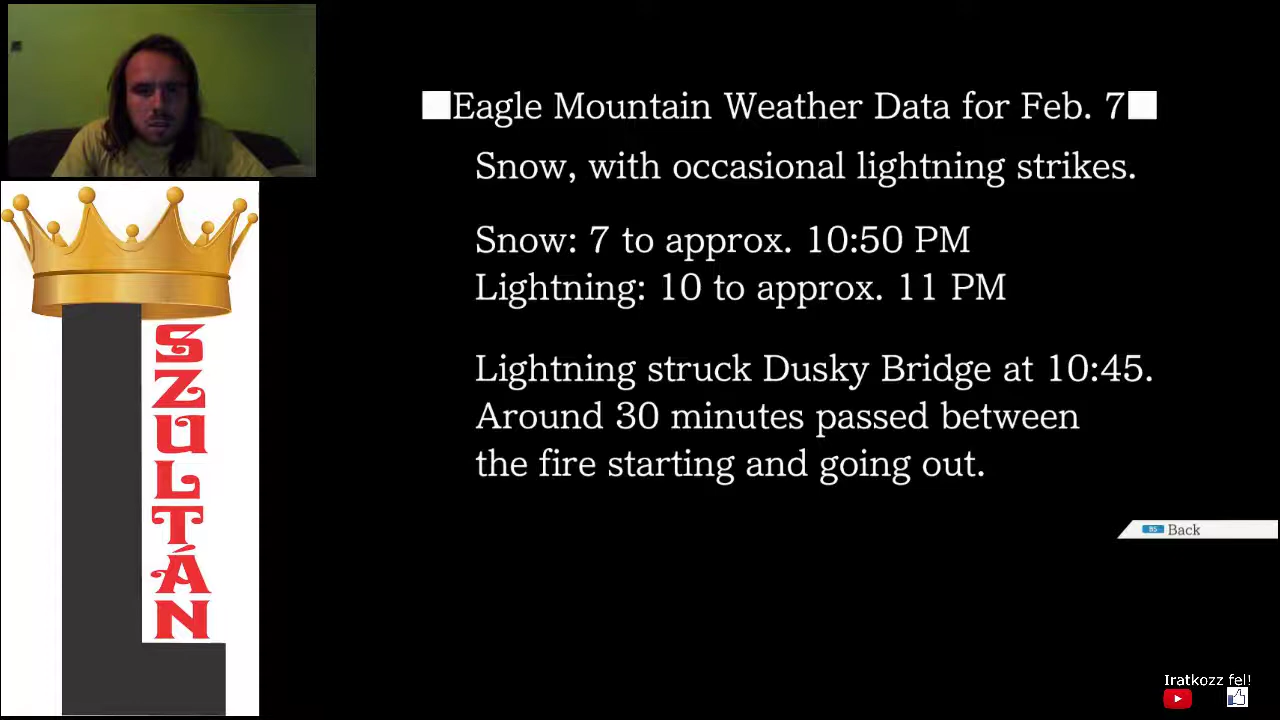 ■Eagle Mountain Weather Data for Feb. 7■
Snow, with occasional lightning strikes.
Snow: 7 to approx. 10:50 PM
Lightning: 10 to approx. 11 PM
Lightning struck Dusky Bridge at 10:45.
Around 30 minutes passed between
the fire starting and going out.
BS Back
L
SZULTÁN
Iratkozz fel!